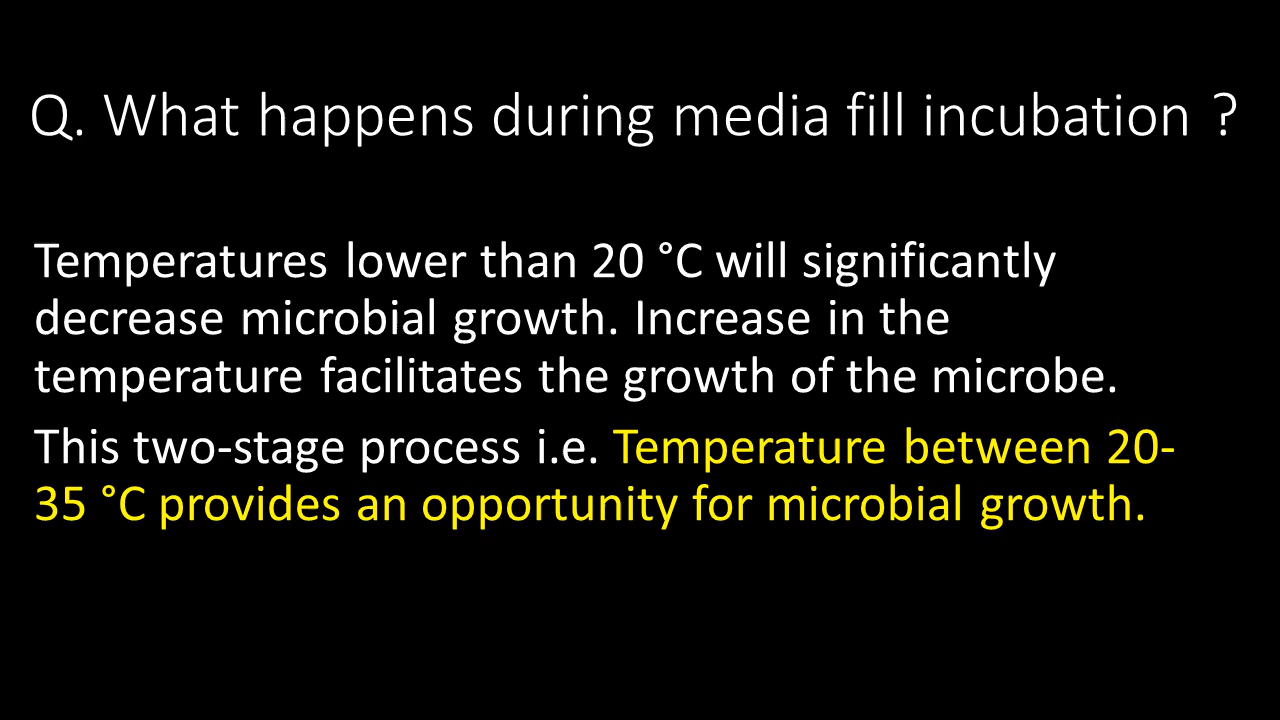 Q. What happens during media fill incubation ?
Temperatures lower than 20 °C will significantly
decrease microbial growth. Increase in the
temperature facilitates the growth of the microbe.
This two-stage process i.e. Temperature between 20-
35 °C provides an opportunity for microbial growth.